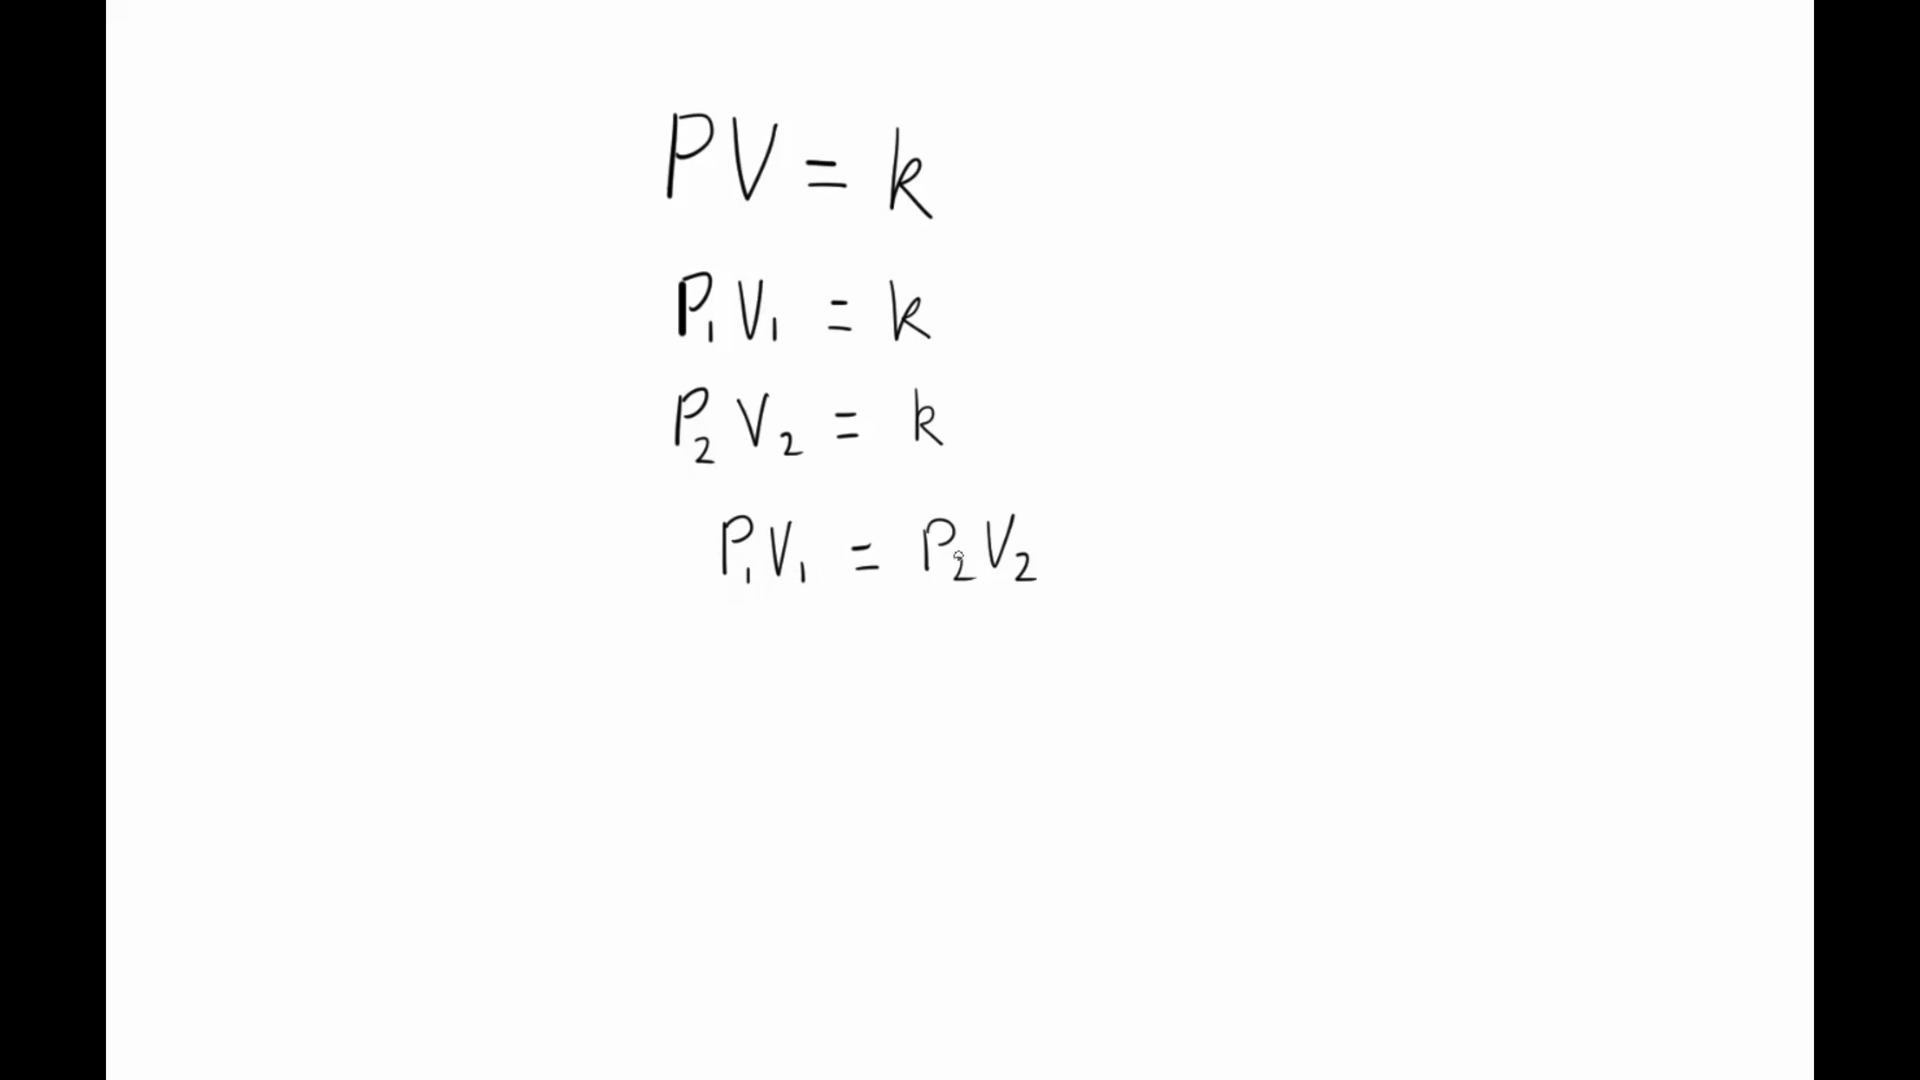 PV = k
P₁V₁ = k
P₂V₂ = k
P₁V₁ = P₂V₂